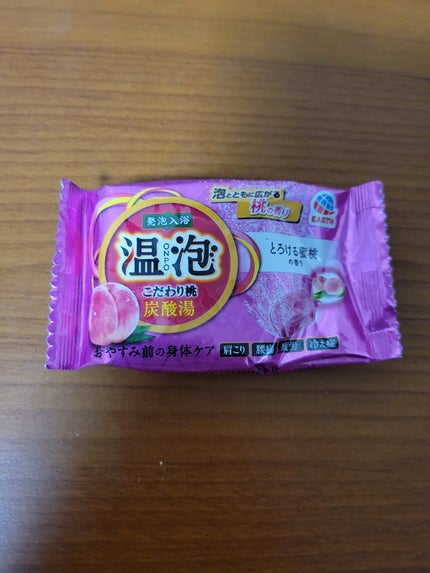 泡とともに広がる
桃の香り
EARTH
発泡入浴
温泡
ONPO
とろける蜜桃
の香り
こだわり桃
炭酸湯
おやすみ前の身体ケア 肩こり 腰痛 疲労 冷え症